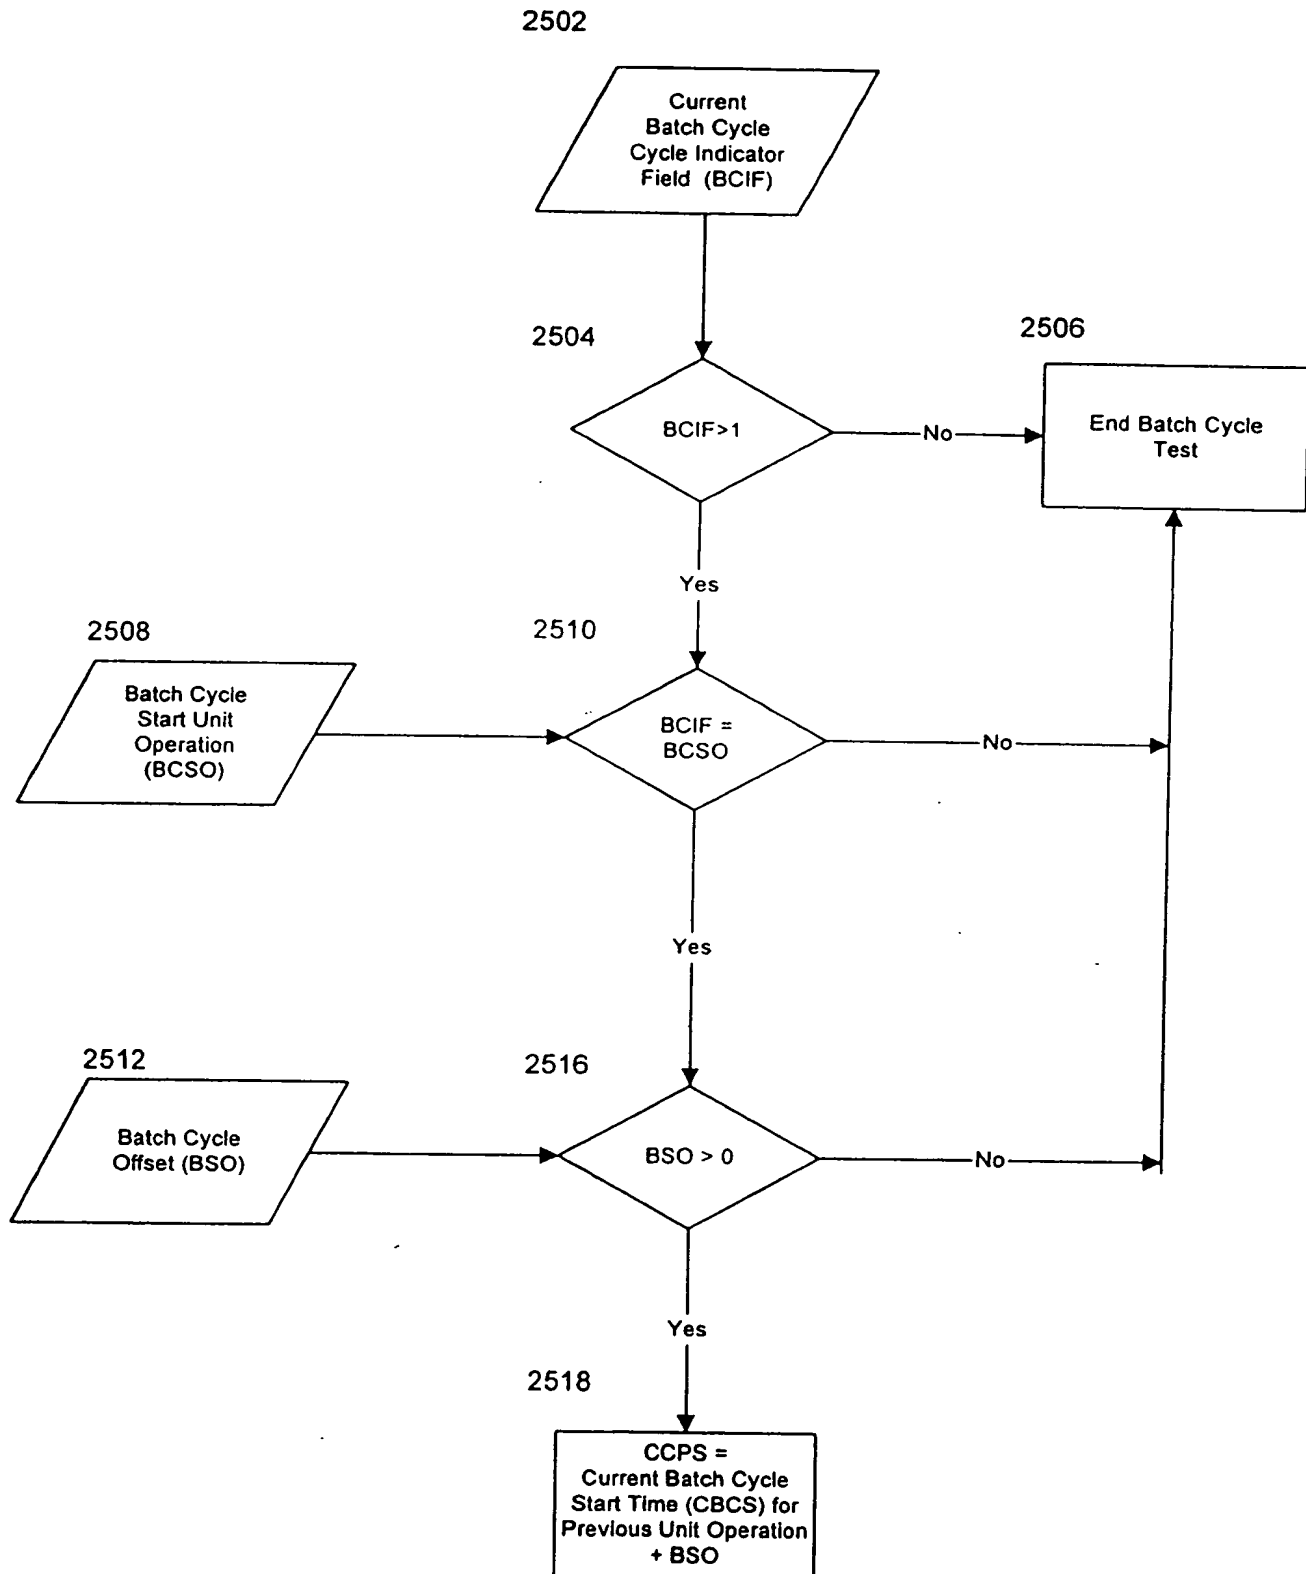 2502
Current
Batch Cycle
Cycle Indicator
Field (BCIF)
2504
2506
BCIF>1
No
End Batch Cycle
Test
Yes
2508
2510
Batch Cycle
Start Unit
Operation
(BCSO)
BCIF =
BCSO
No
Yes
2512
2516
Batch Cycle
Offset (BSO)
BSO > 0
No
Yes
2518
CCPS =
Current Batch Cycle
Start Time (CBCS) for
Previous Unit Operation
+ BSO